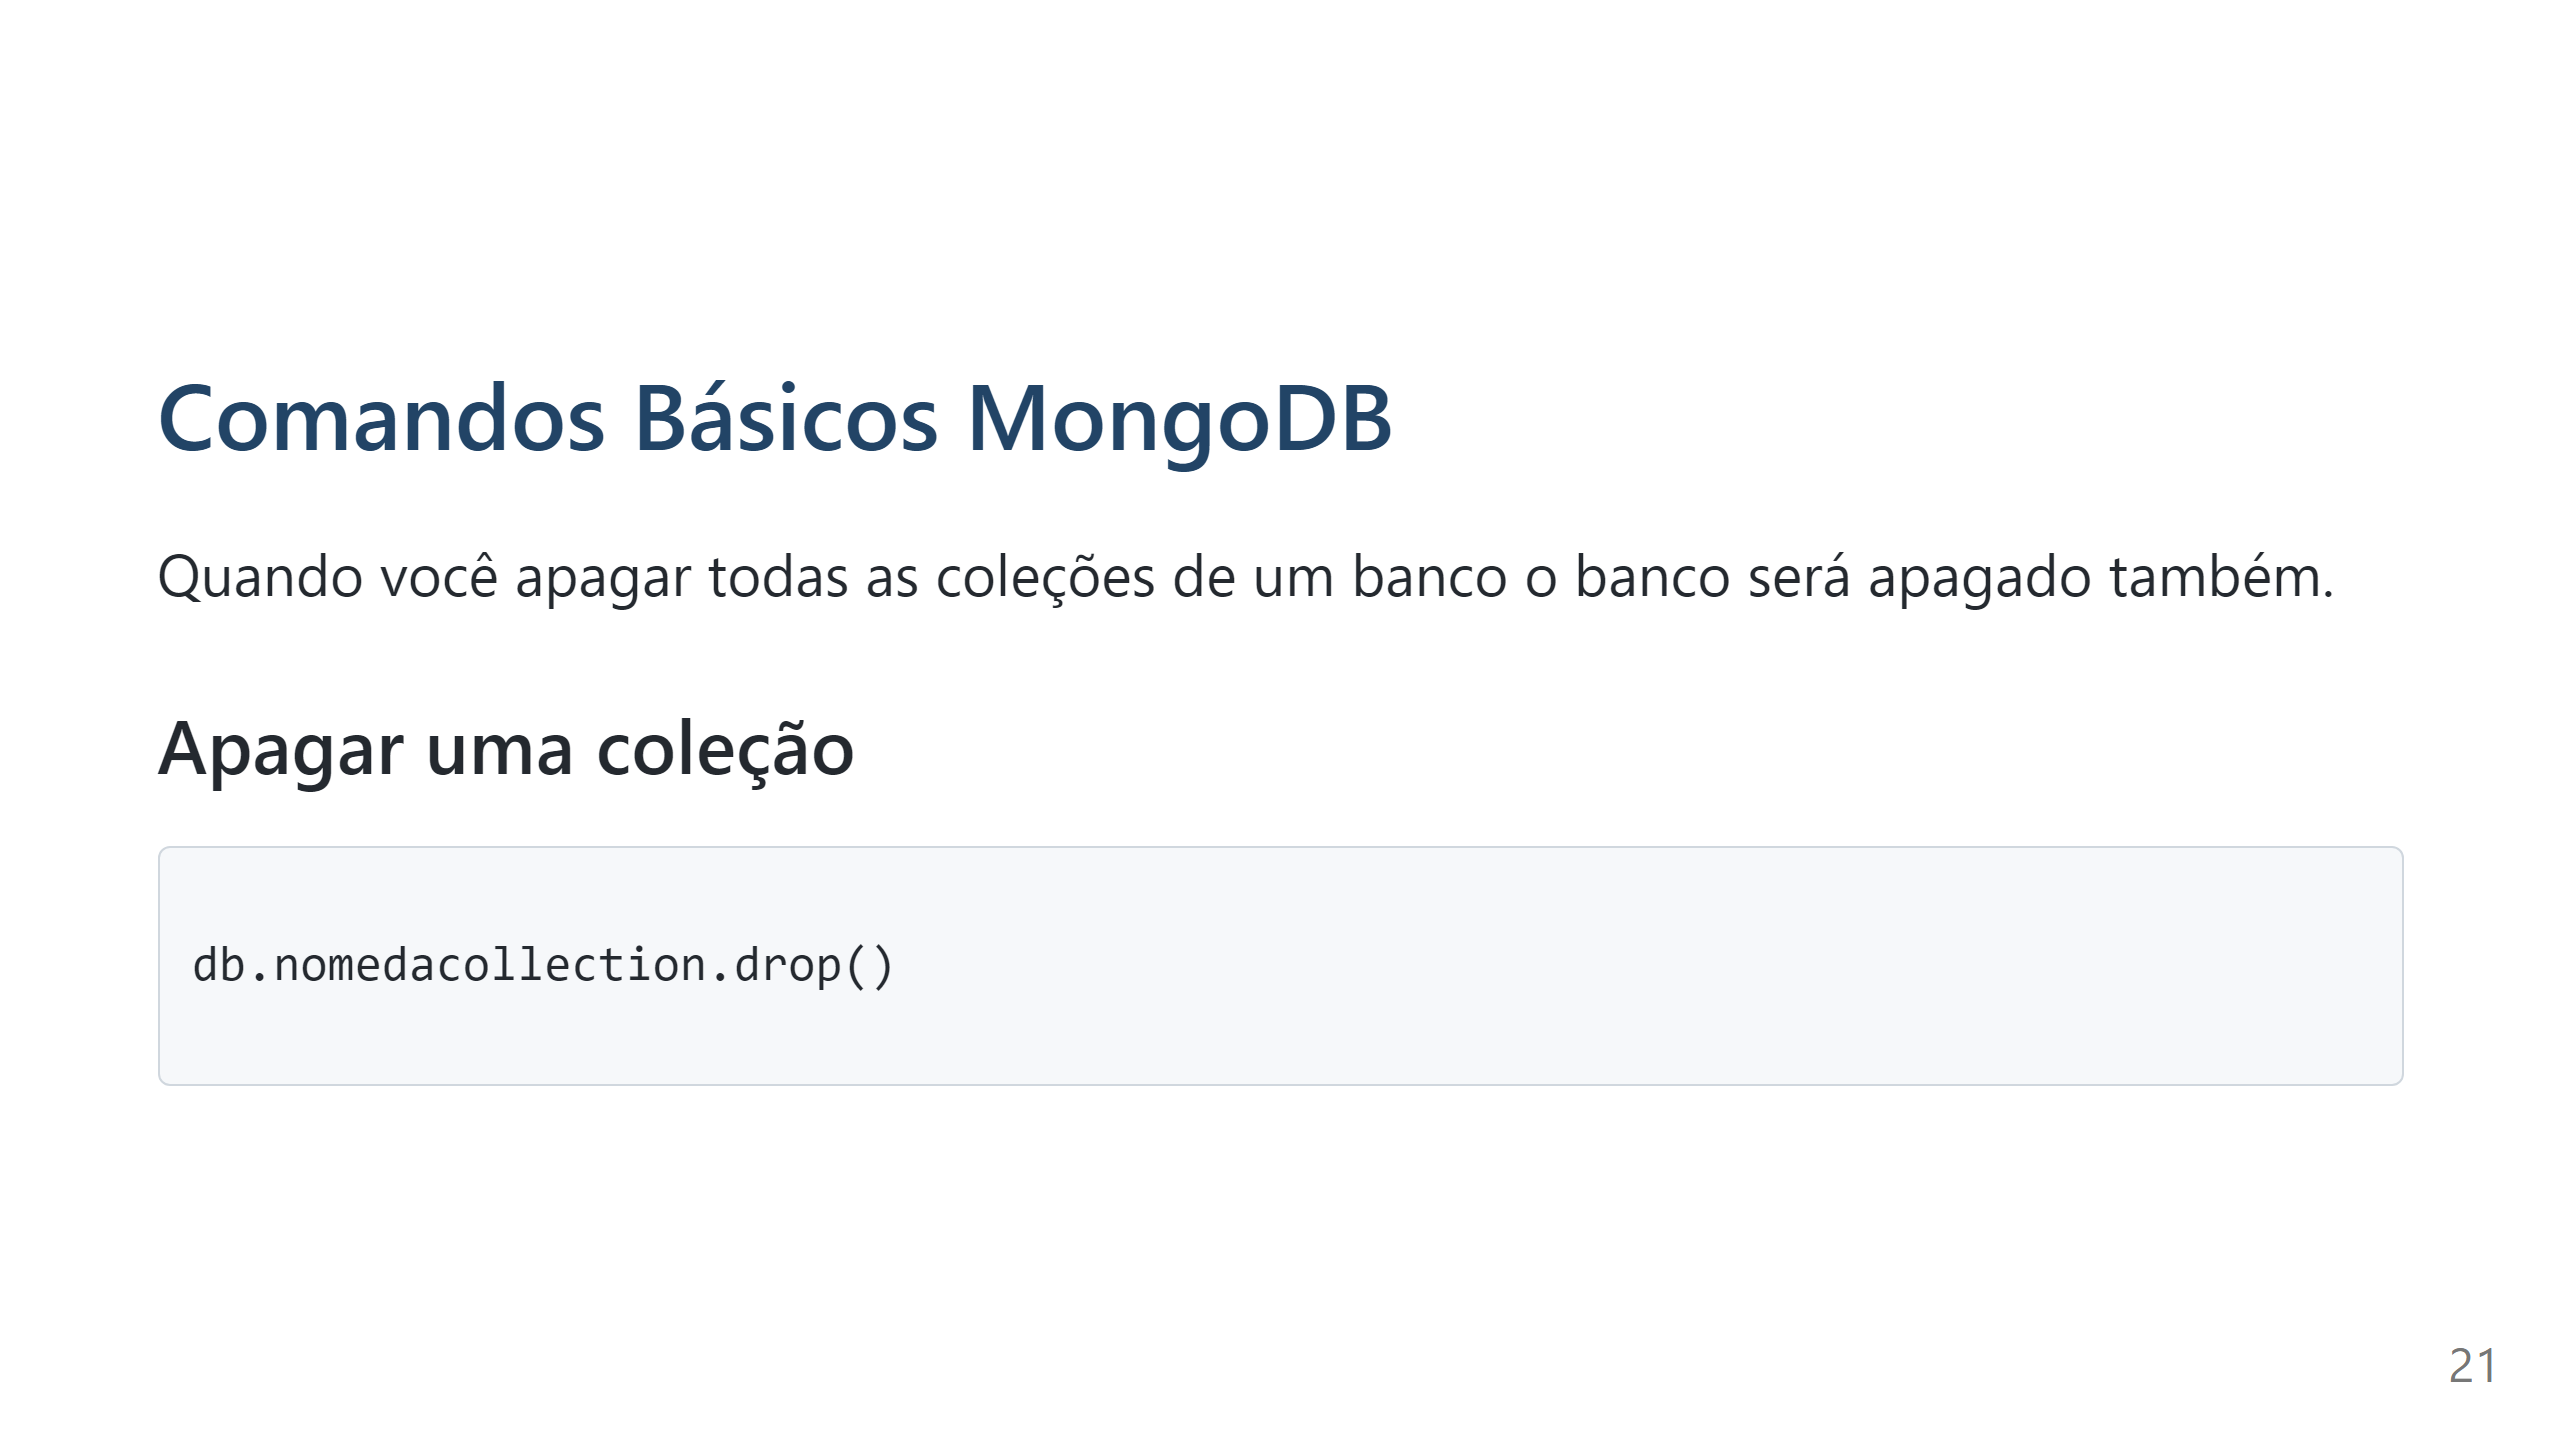 Comandos Básicos MongoDB
Quando você apagar todas as coleções de um banco o banco será apagado também.
Apagar uma coleção
db.nomedacollection.drop()
21